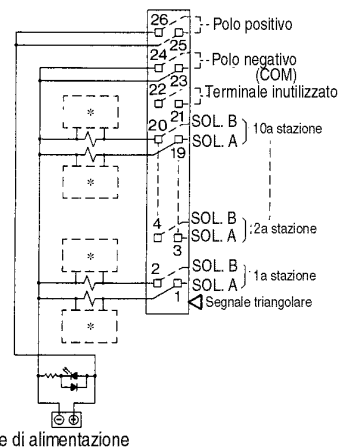 26
Polo positivo
25
24
Polo negativo
(COM)
23
22
Terminale inutilizzato
21
SOL. B
20
10a stazione
SOL. A
19
*
*
4
SOL. B
2a stazione
SOL. A
3
2
SOL. B
1a stazione
SOL. A
1
Segnale triangolare
*
*
e di alimentazione